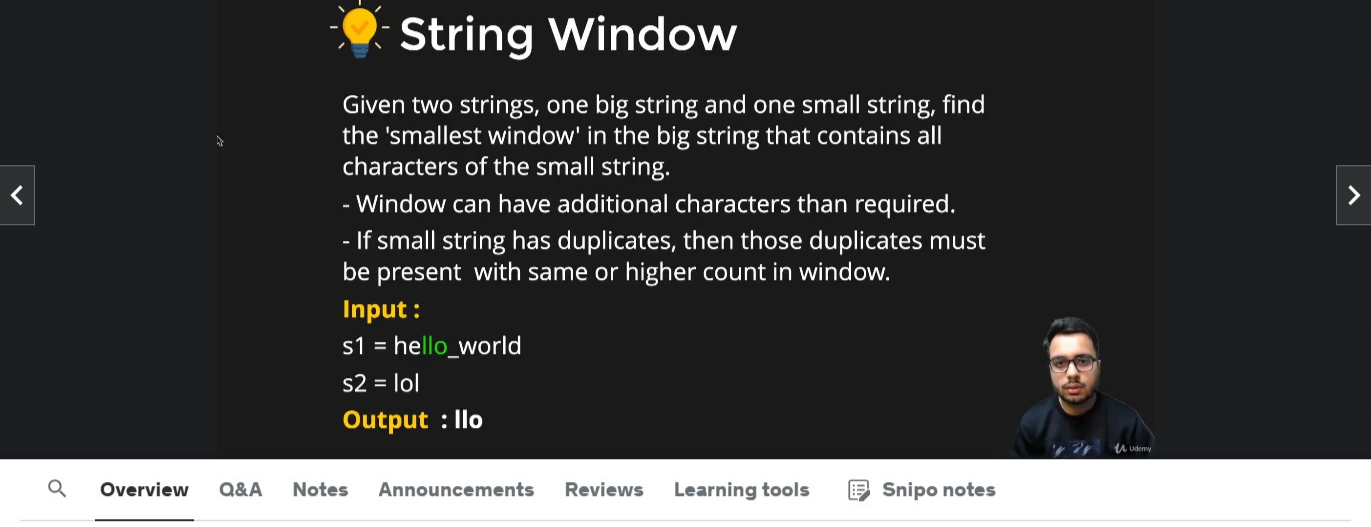 String Window
Given two strings, one big string and one small string, find
the 'smallest window' in the big string that contains all
characters of the small string.
- Window can have additional characters than required.
- If small string has duplicates, then those duplicates must
be present with same or higher count in window.
Input :
s1 = hello_world
s2 = lol
Output : llo
Udemy
Overview Q&A Notes Announcements Reviews Learning tools Snipo notes